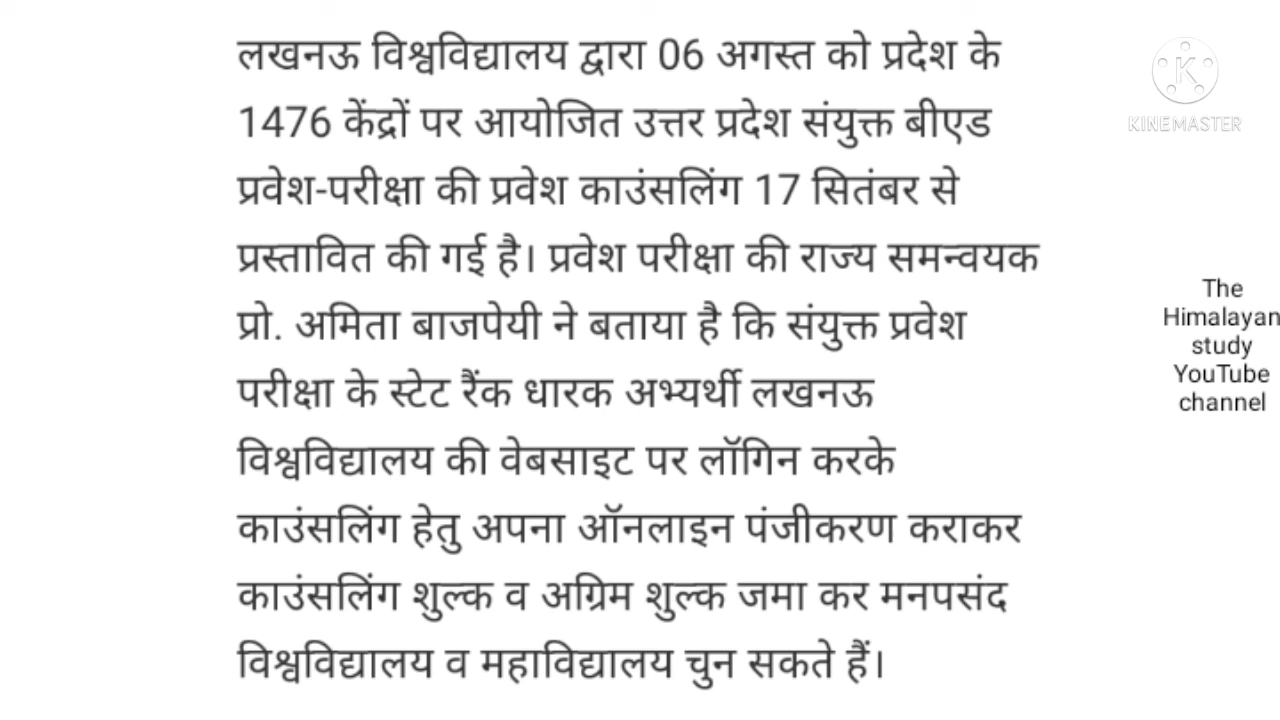 लखनऊ विश्वविद्यालय द्वारा 06 अगस्त को प्रदेश के
1476 केंद्रों पर आयोजित उत्तर प्रदेश संयुक्त बीएड
प्रवेश-परीक्षा की प्रवेश काउंसलिंग 17 सितंबर से
प्रस्तावित की गई है। प्रवेश परीक्षा की राज्य समन्वयक
प्रो. अमिता बाजपेयी ने बताया है कि संयुक्त प्रवेश
परीक्षा के स्टेट रैंक धारक अभ्यर्थी लखनऊ
विश्वविद्यालय की वेबसाइट पर लॉगिन करके
काउंसलिंग हेतु अपना ऑनलाइन पंजीकरण कराकर
काउंसलिंग शुल्क व अग्रिम शुल्क जमा कर मनपसंद
विश्वविद्यालय व महाविद्यालय चुन सकते हैं।
K
KINEMASTER
The
Himalayan
study
YouTube
channel